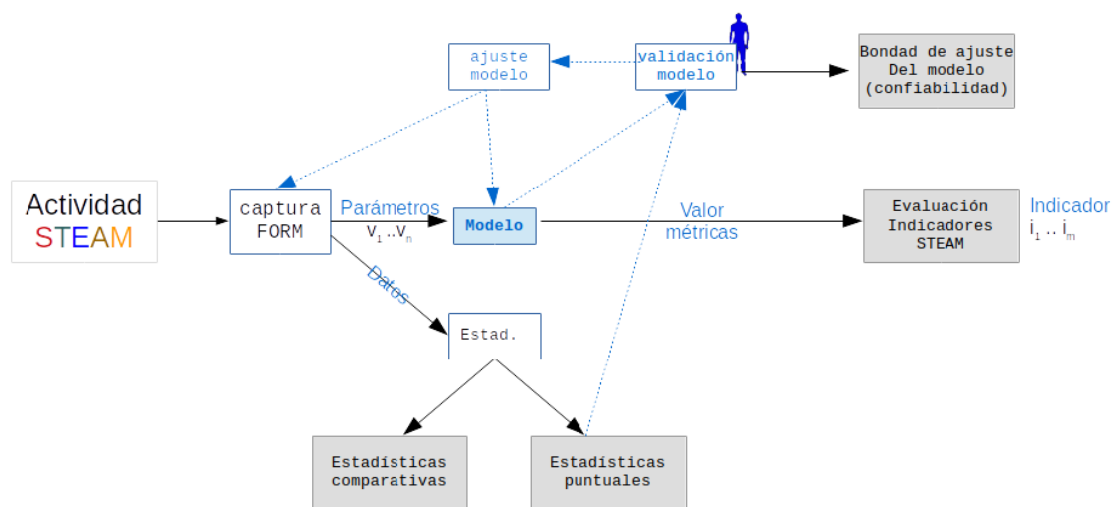 ajuste
modelo
validación
modelo
Bondad de ajuste
Del modelo
(confiabilidad)
Actividad
STEAM
captura
FORM
Parámetros
v1 ..vn
Modelo
Valor
métricas
Evaluación
Indicadores
STEAM
Indicador
i1 .. im
Datos
Estad.
Estadísticas
comparativas
Estadísticas
puntuales